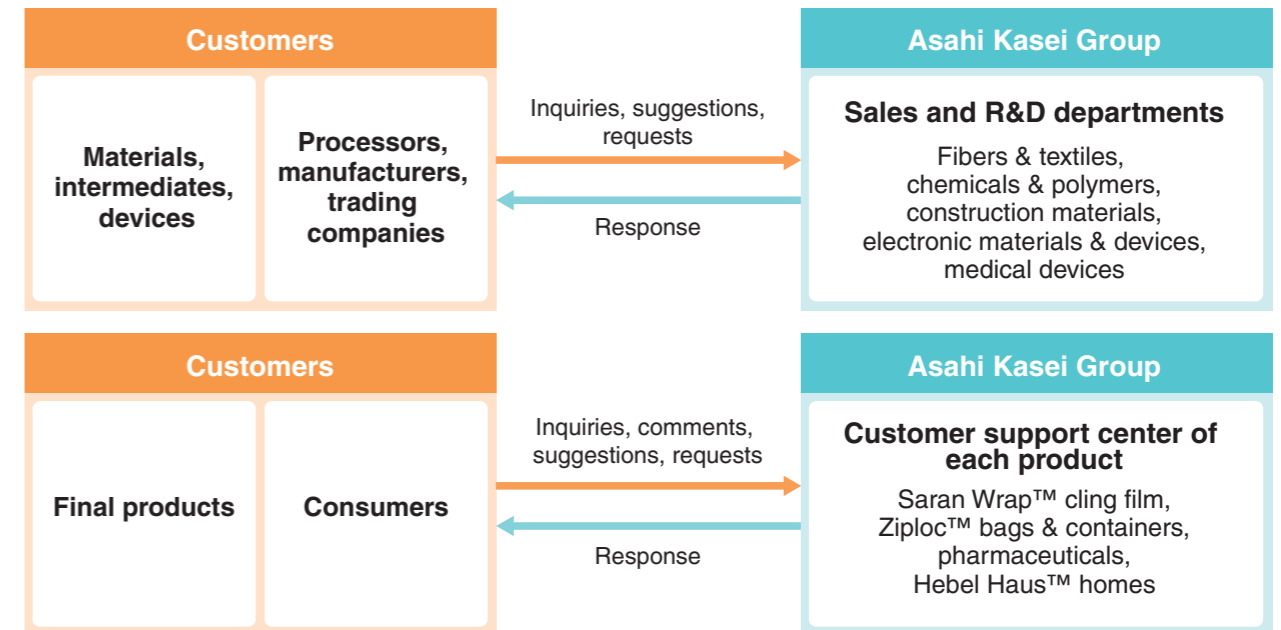 Customers
Materials,
intermediates,
devices
Processors,
manufacturers,
trading
companies
Inquiries, suggestions,
requests
Response
Asahi Kasei Group
Sales and R&D departments
Fibers & textiles,
chemicals & polymers,
construction materials,
electronic materials & devices,
medical devices
Customers
Final products
Consumers
Inquiries, comments,
suggestions, requests
Response
Asahi Kasei Group
Customer support center of
each product
Saran Wrap™ cling film,
Ziploc™ bags & containers,
pharmaceuticals,
Hebel Haus™ homes